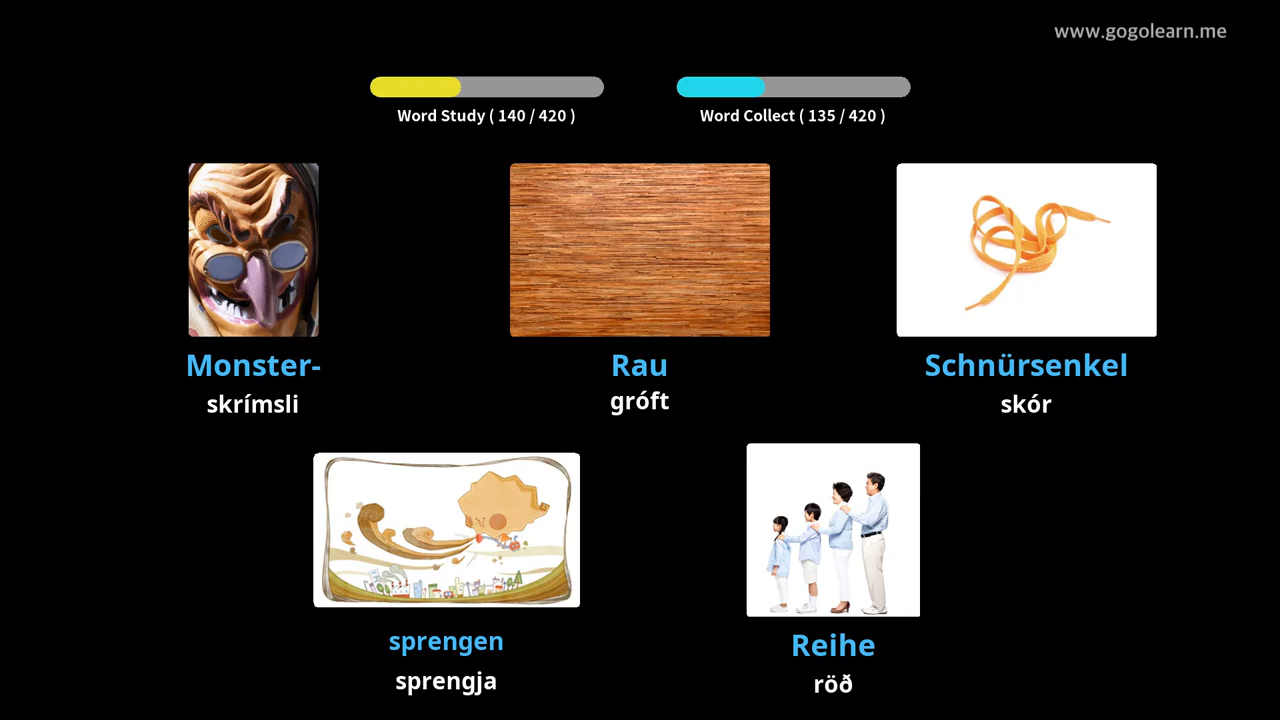 www.gogolearn.me
Word Study ( 140 / 420 )
Word Collect ( 135 / 420 )
Monster-
skrímsli
Rau
gróft
Schnürsenkel
skór
sprengen
sprengja
Reihe
röð